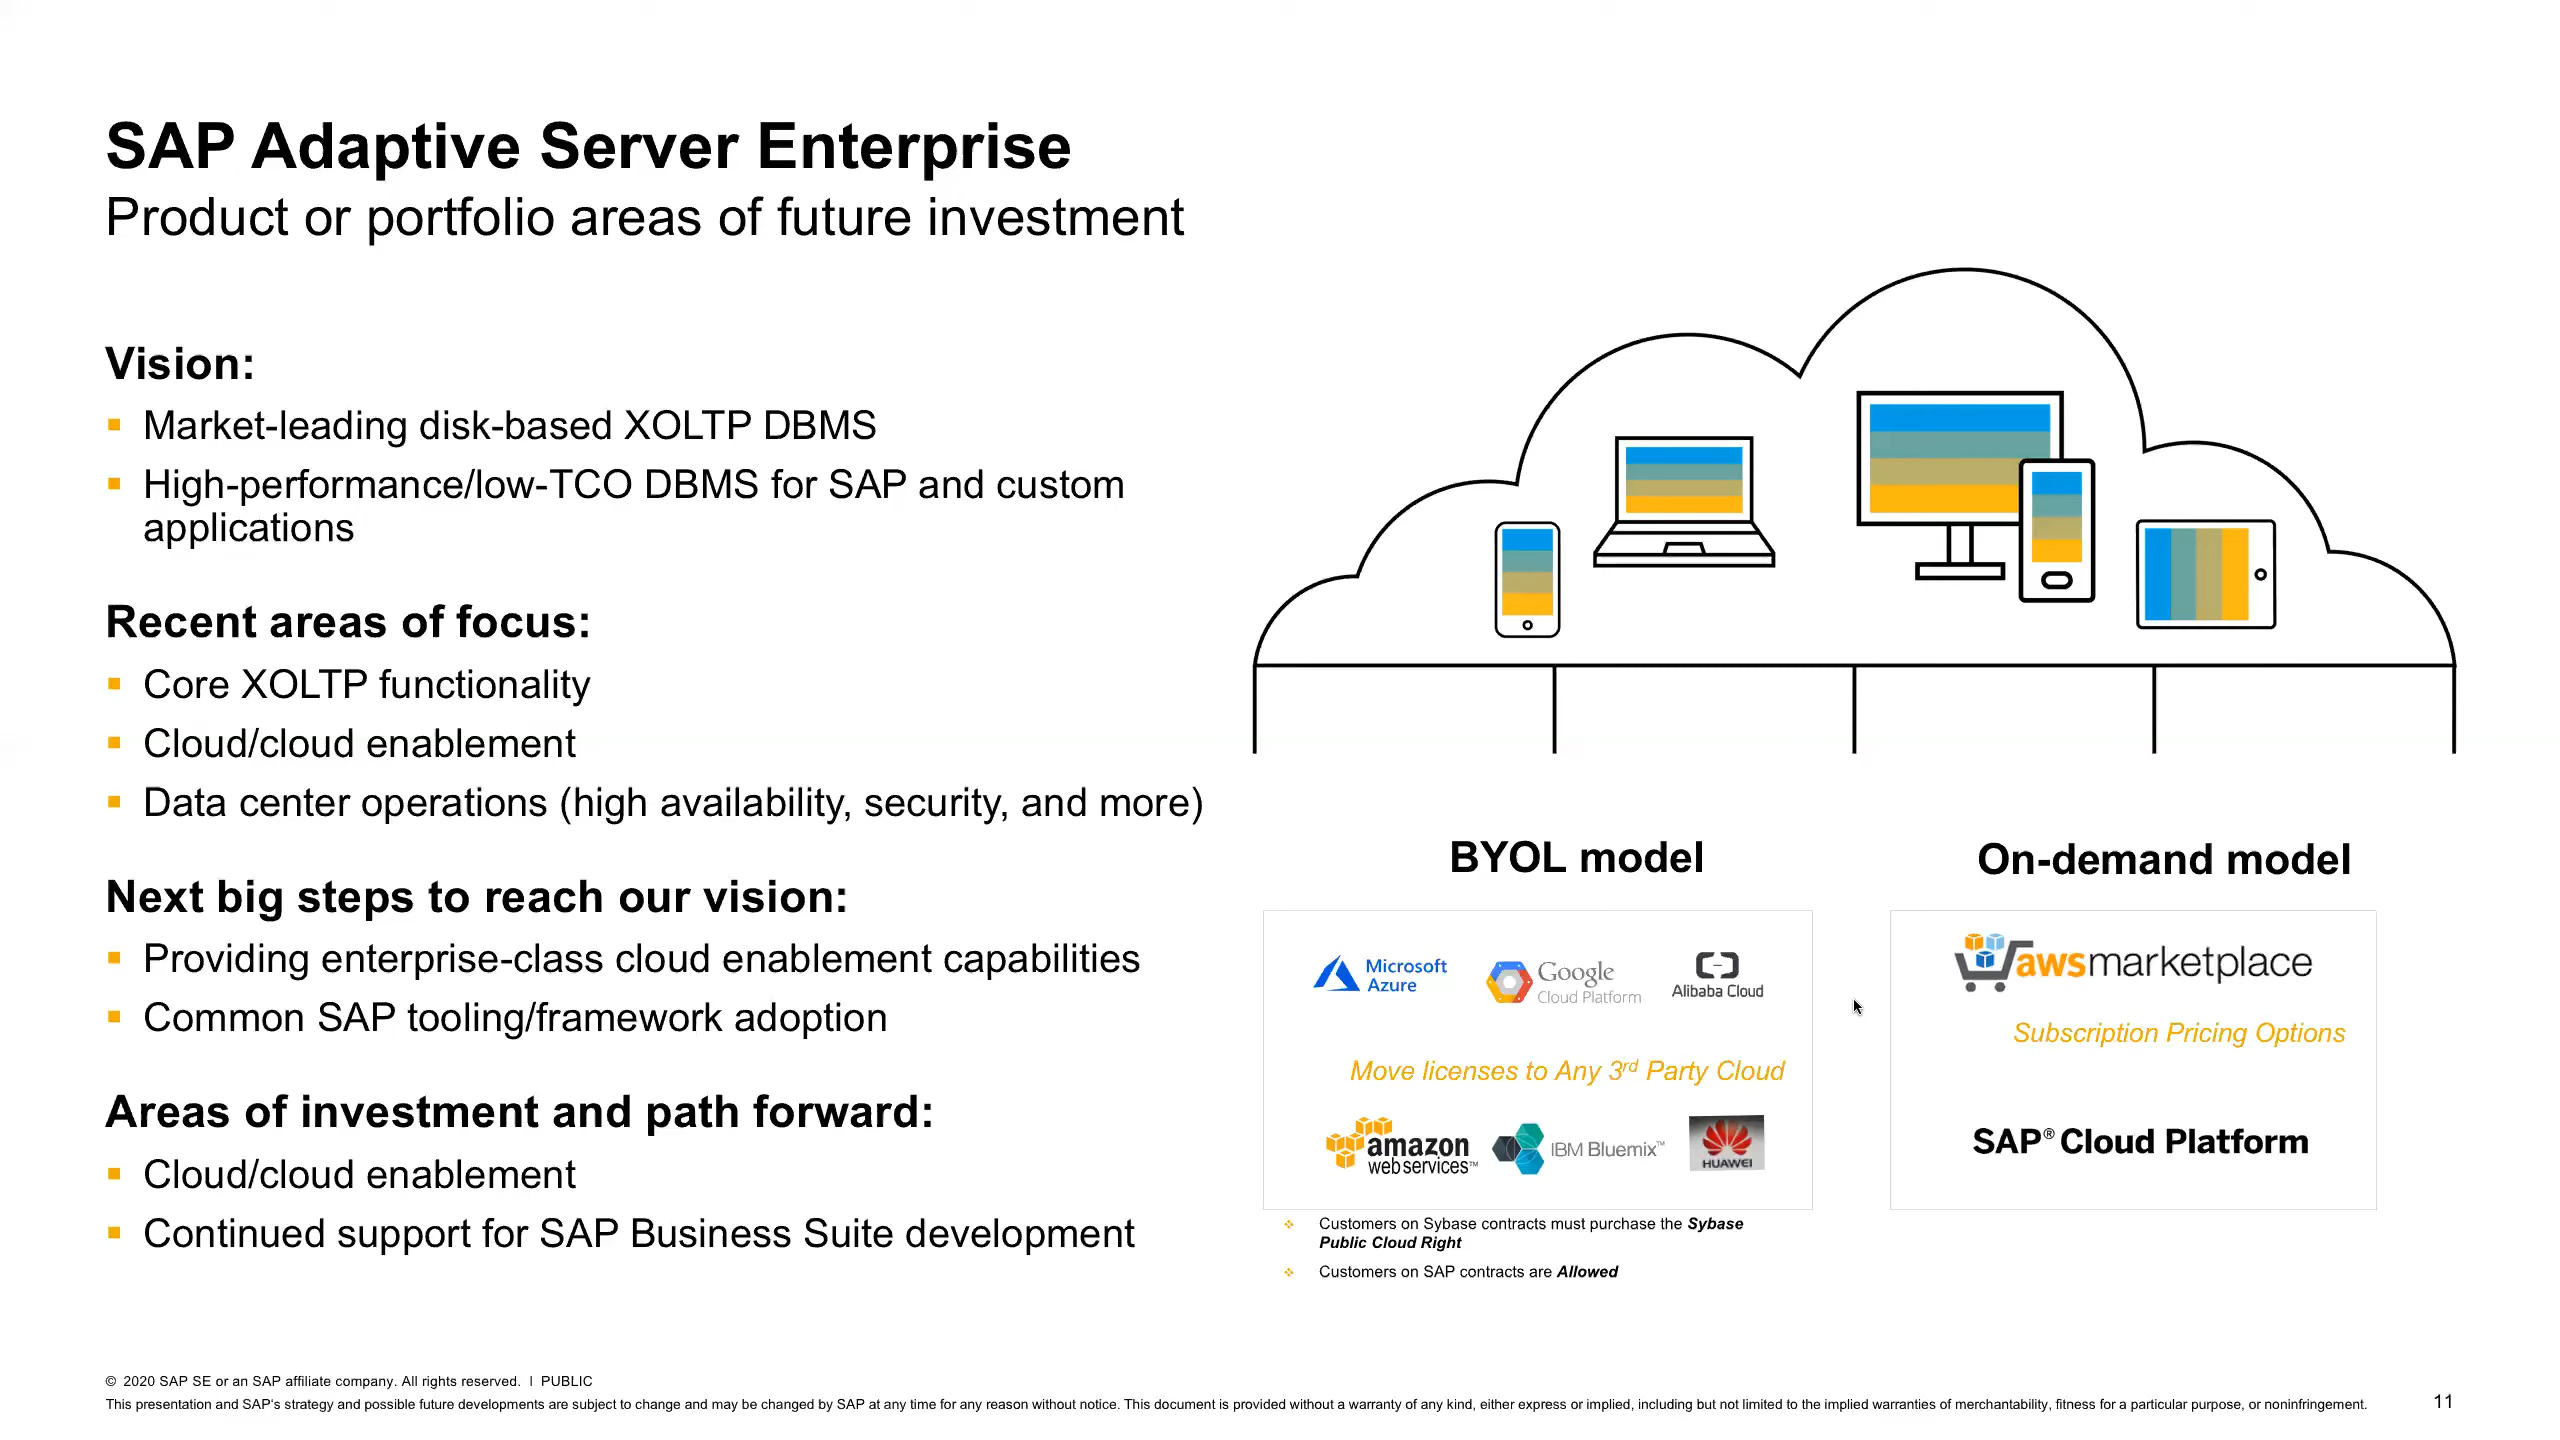 SAP Adaptive Server Enterprise
Product or portfolio areas of future investment
Vision:
Market-leading disk-based XOLTP DBMS
High-performance/low-TCO DBMS for SAP and custom
applications
Recent areas of focus:
Core XOLTP functionality
Cloud/cloud enablement
Data center operations (high availability, security, and more)
Next big steps to reach our vision:
Providing enterprise-class cloud enablement capabilities
Common SAP tooling/framework adoption
Areas of investment and path forward:
Cloud/cloud enablement
Continued support for SAP Business Suite development
BYOL model
Microsoft
Azure
Google
Cloud Platform
Alibaba Cloud
Move licenses to Any 3rd Party Cloud
amazon
webservices™
IBM Bluemix™
HUAWEI
Customers on Sybase contracts must purchase the Sybase
Public Cloud Right
Customers on SAP contracts are Allowed
On-demand model
awsmarketplace
Subscription Pricing Options
SAP® Cloud Platform
© 2020 SAP SE or an SAP affiliate company. All rights reserved. I PUBLIC
This presentation and SAP's strategy and possible future developments are subject to change and may be changed by SAP at any time for any reason without notice. This document is provided without a warranty of any kind, either express or implied, including but not limited to the implied warranties of merchantability, fitness for a particular purpose, or noninfringement.
11